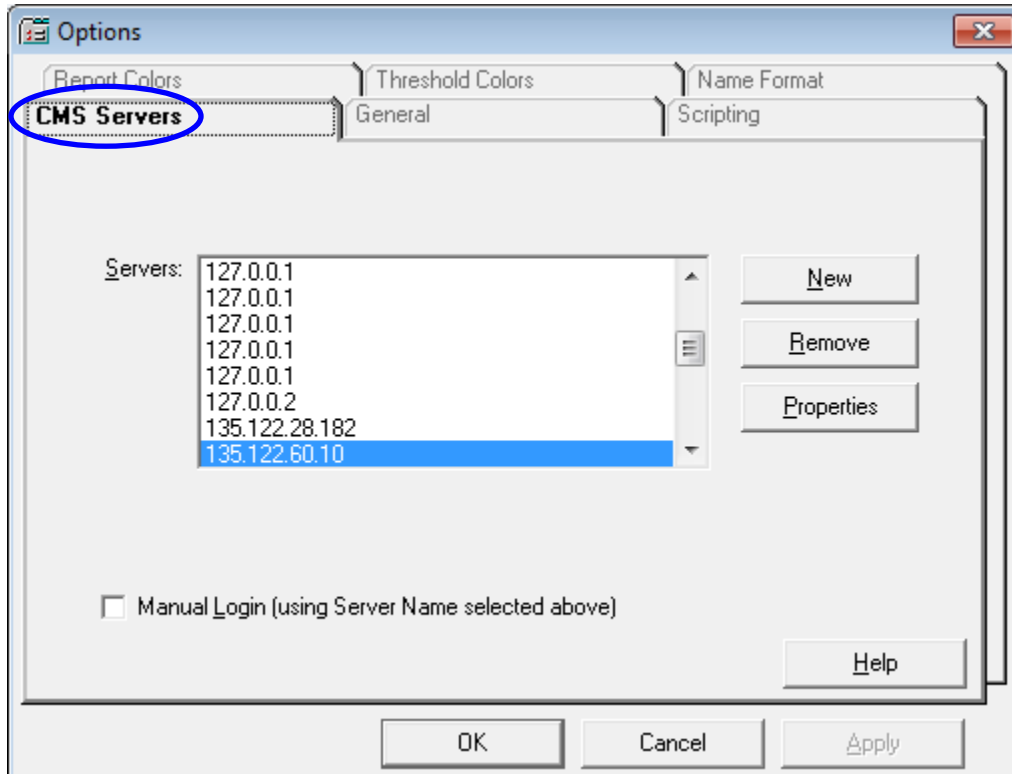 Options
Report Colors Threshold Colors Name Format
CMS Servers General Scripting
Servers: 127.0.0.1 New
127.0.0.1
127.0.0.1
127.0.0.1 Remove
127.0.0.1
127.0.0.2 Properties
135.122.28.182
135.122.60.10
Manual Login (using Server Name selected above)
Help
OK Cancel Apply